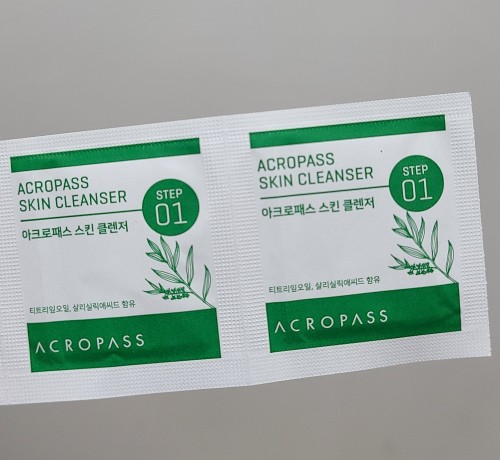 ACROPASS
SKIN CLEANSER
STEP
01
아크로패스 스킨 클렌저
티트리잎오일, 살리실릭애씨드 함유
ACROPASS
ACROPASS
SKIN CLEANSER
STEP
01
아크로패스 스킨 클렌저
티트리잎오일, 살리실릭애씨드 함유
ACROPASS